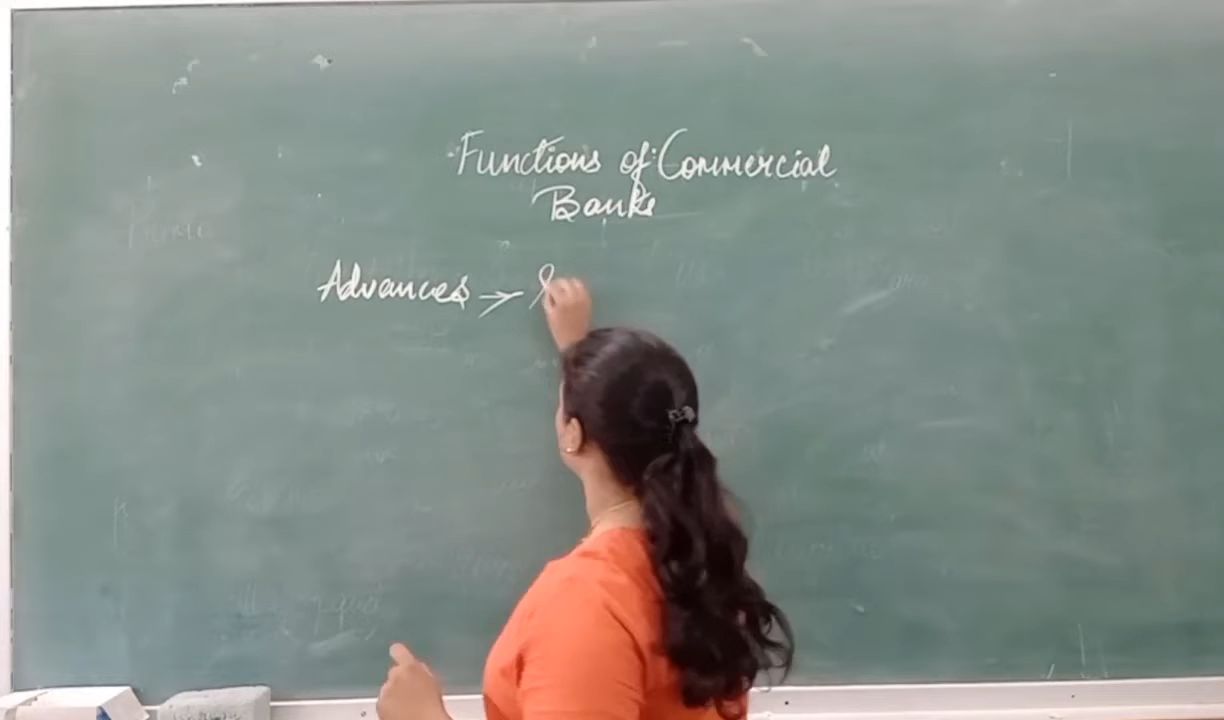 Functions of Commercial
Banks
Advances →